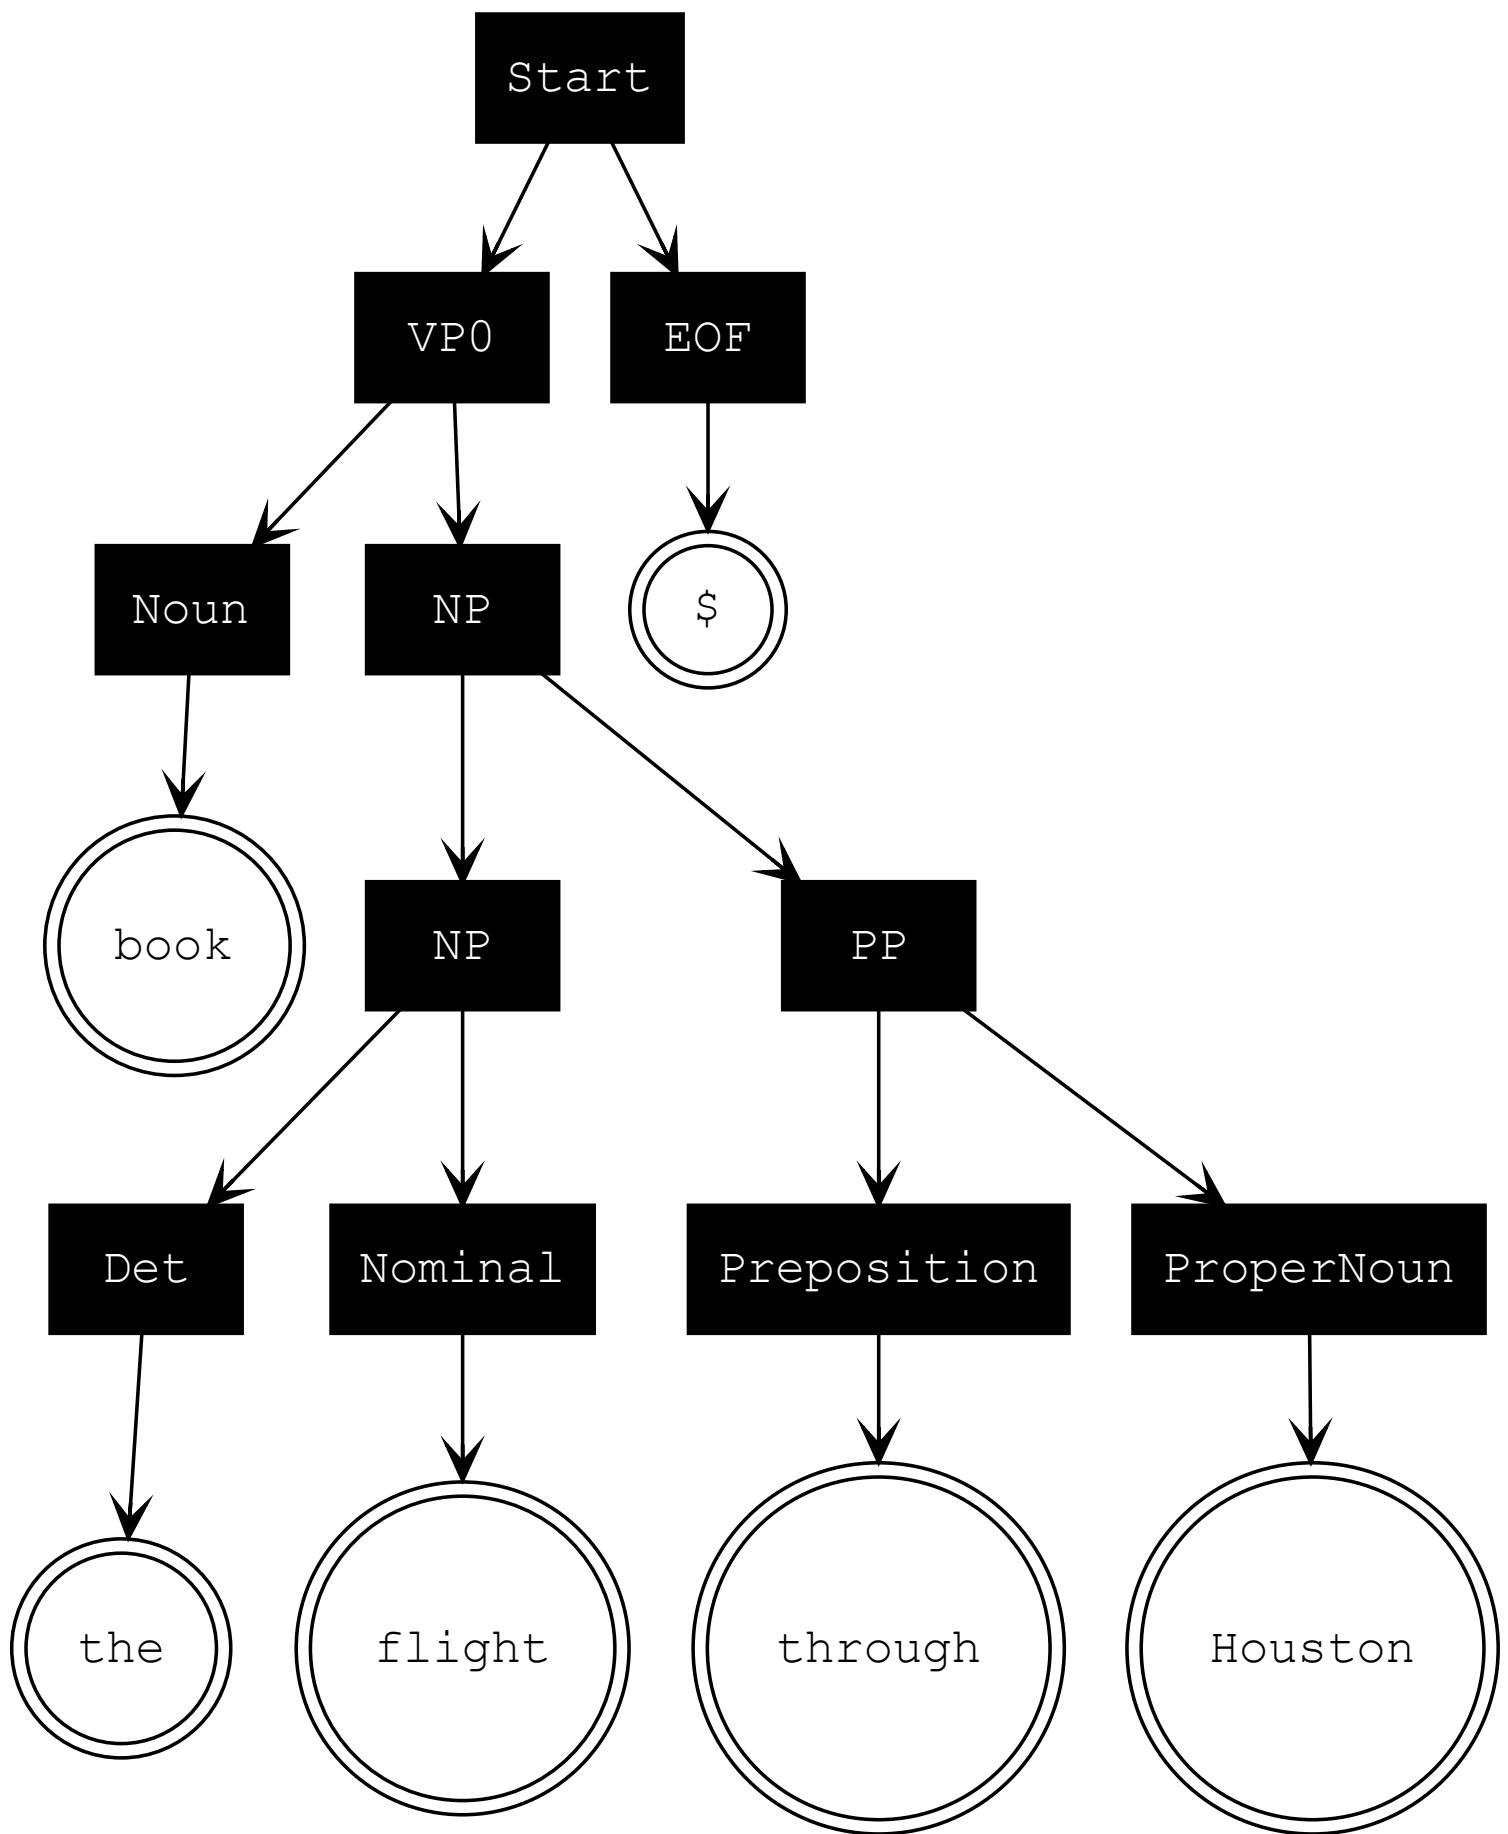 Start
VP0 EOF
Noun NP $
book NP PP
Det Nominal Preposition ProperNoun
the flight through Houston